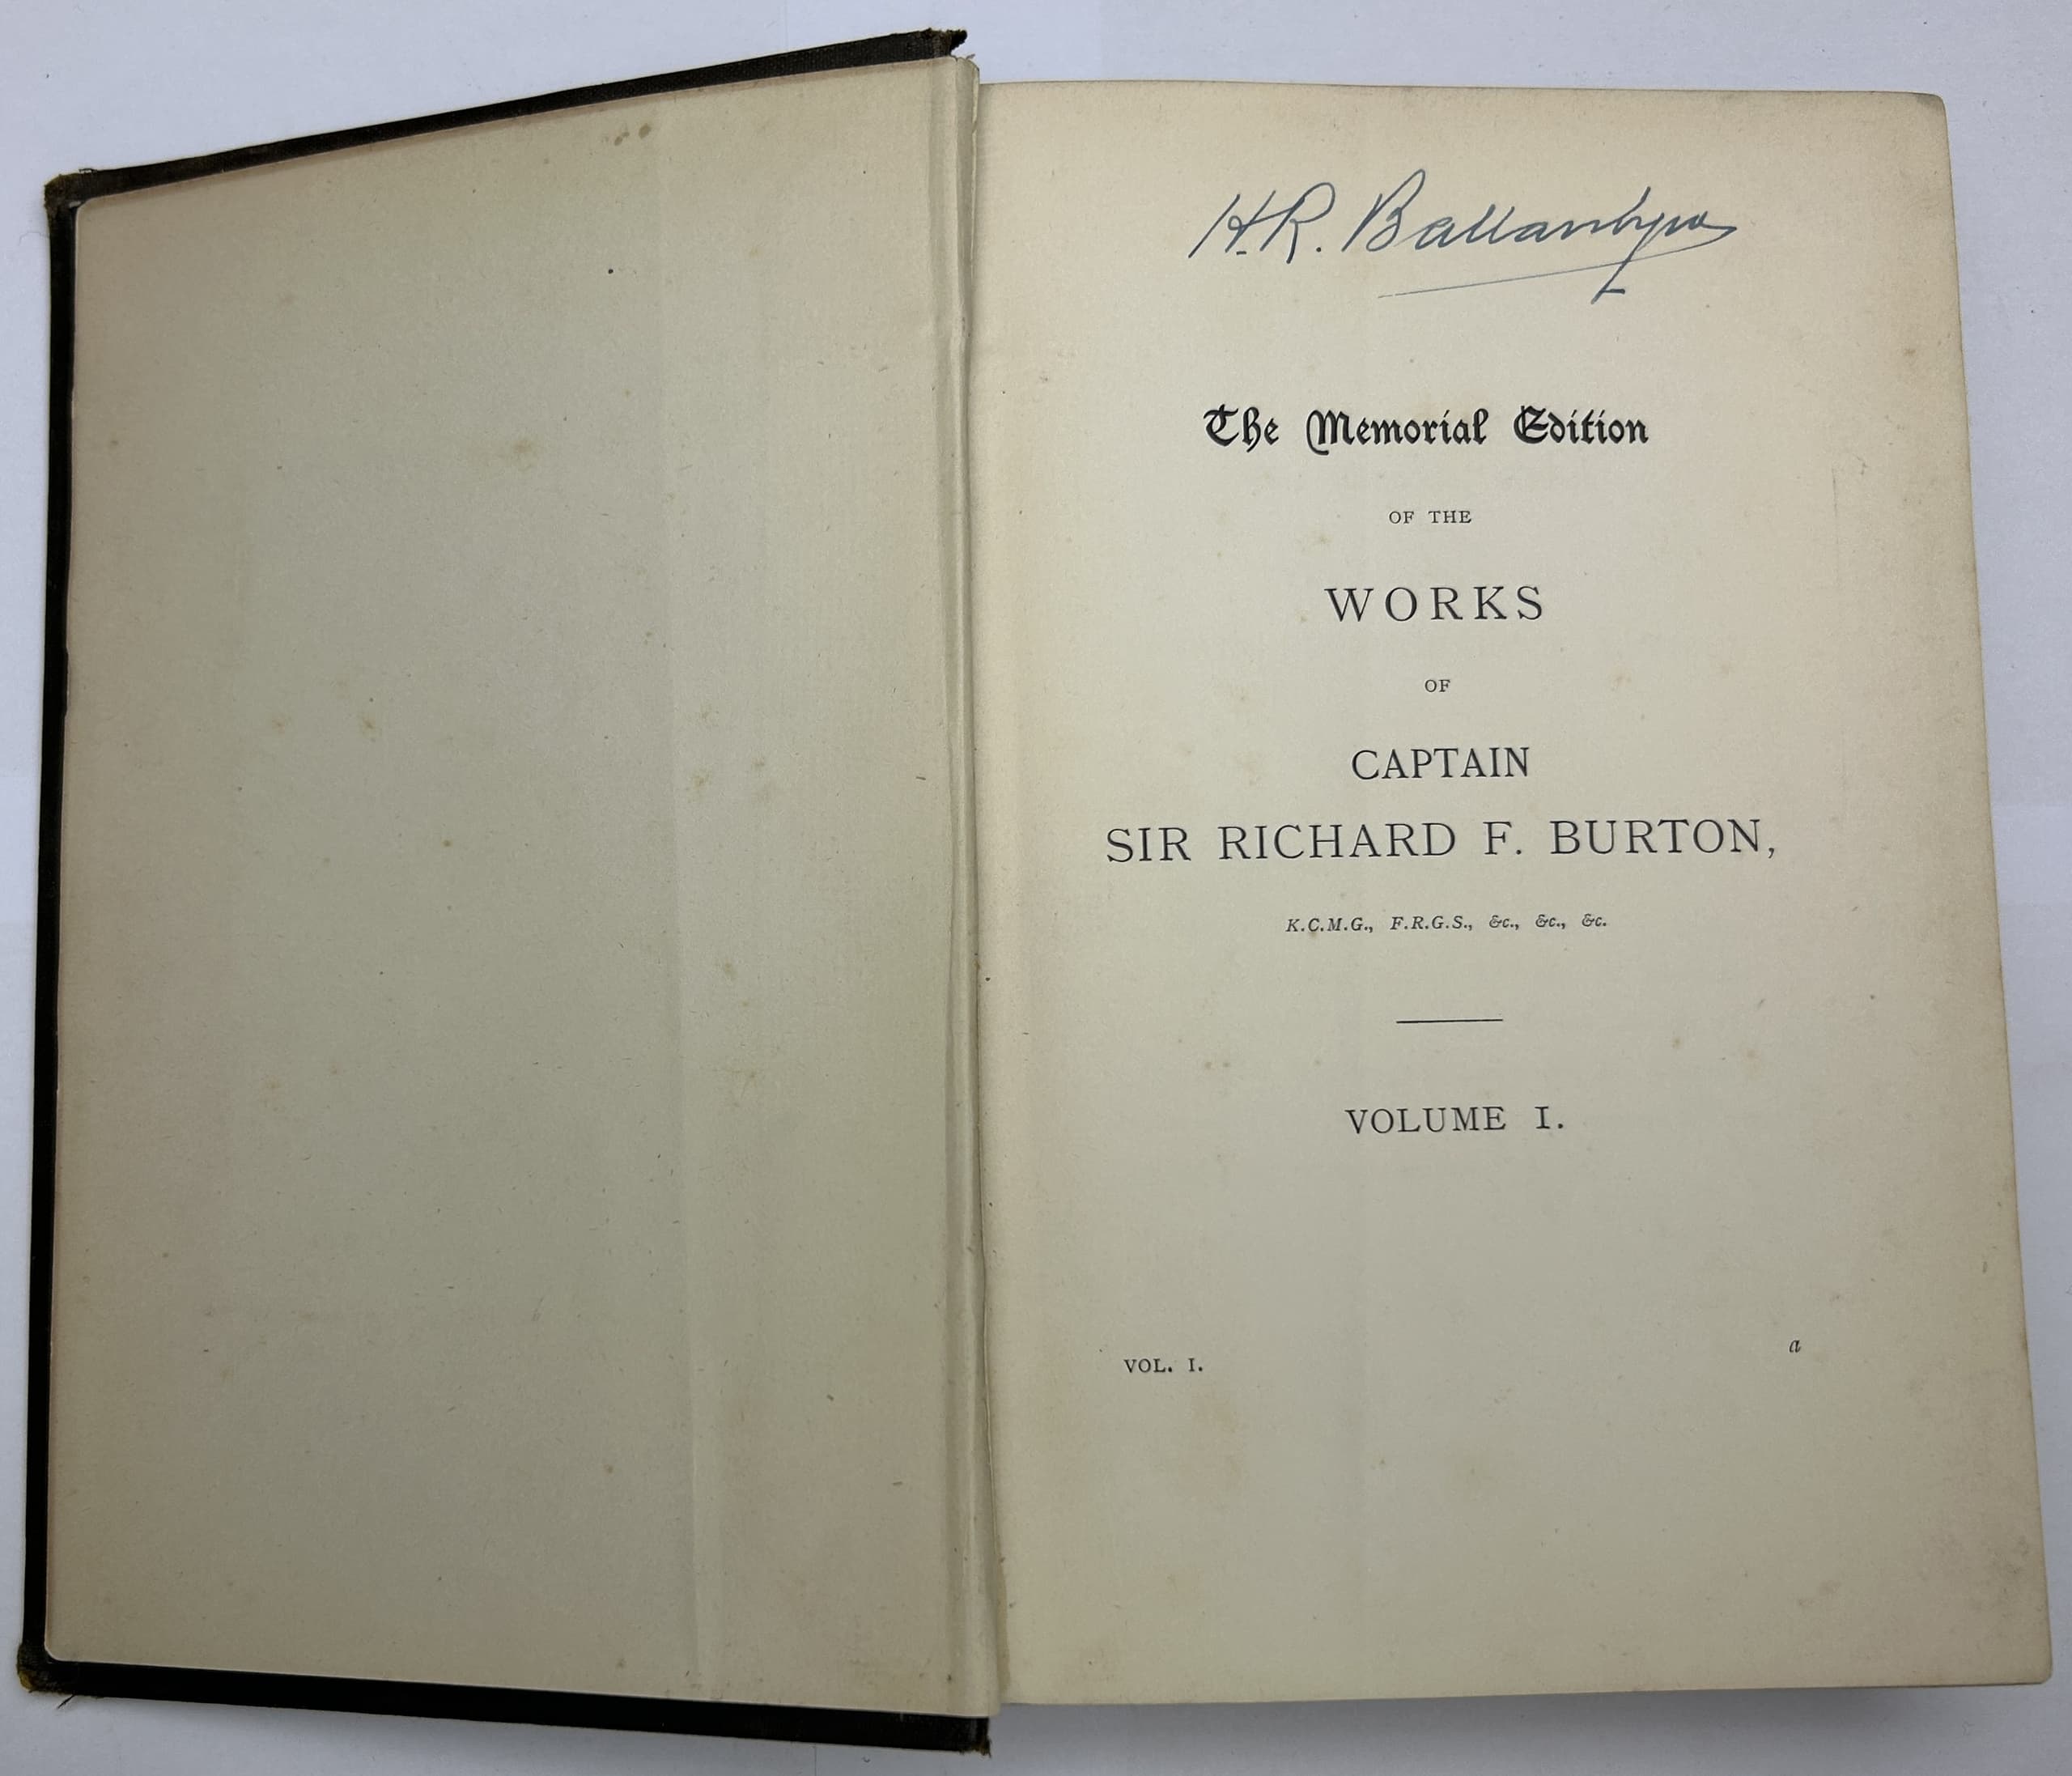 H.R. Ballantyne
The Memorial Edition
OF THE
WORKS
OF
CAPTAIN
SIR RICHARD F. BURTON,
K.C.M.G., F.R.G.S., &c., &c., &c.
VOLUME I.
VOL. I.
a